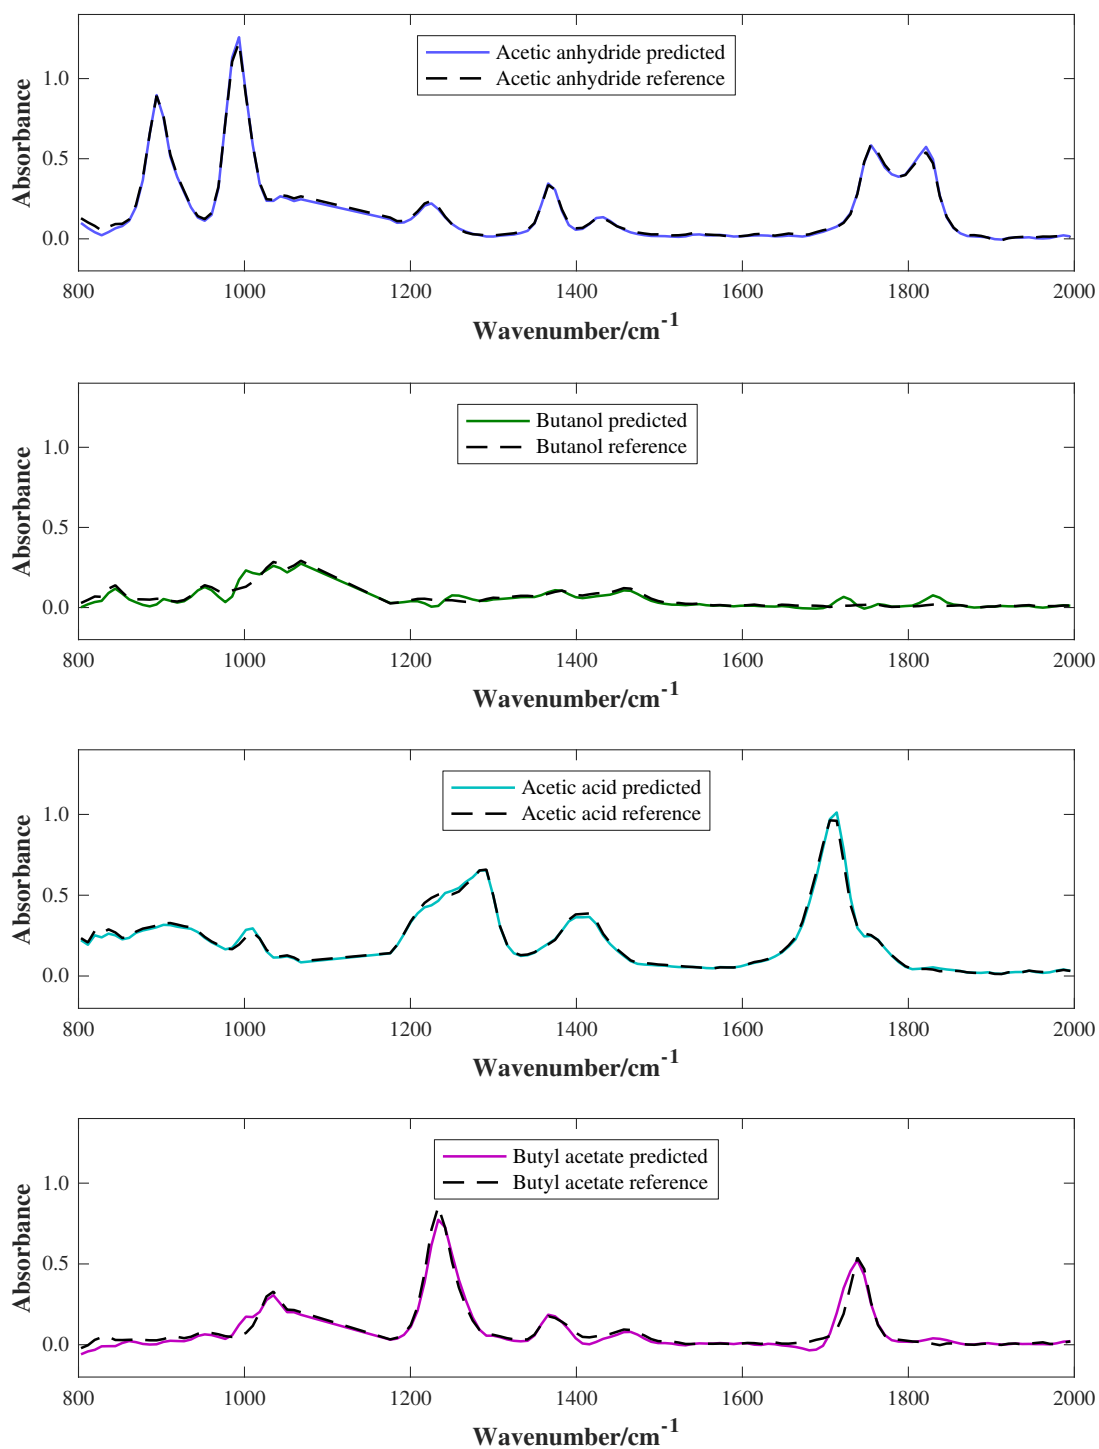 Acetic anhydride predicted
Acetic anhydride reference
1.0
0.5
0.0
Absorbance
800 1000 1200 1400 1600 1800 2000
Wavenumber/cm⁻¹
Butanol predicted
Butanol reference
1.0
0.5
0.0
Absorbance
800 1000 1200 1400 1600 1800 2000
Wavenumber/cm⁻¹
Acetic acid predicted
Acetic acid reference
1.0
0.5
0.0
Absorbance
800 1000 1200 1400 1600 1800 2000
Wavenumber/cm⁻¹
Butyl acetate predicted
Butyl acetate reference
1.0
0.5
0.0
Absorbance
800 1000 1200 1400 1600 1800 2000
Wavenumber/cm⁻¹